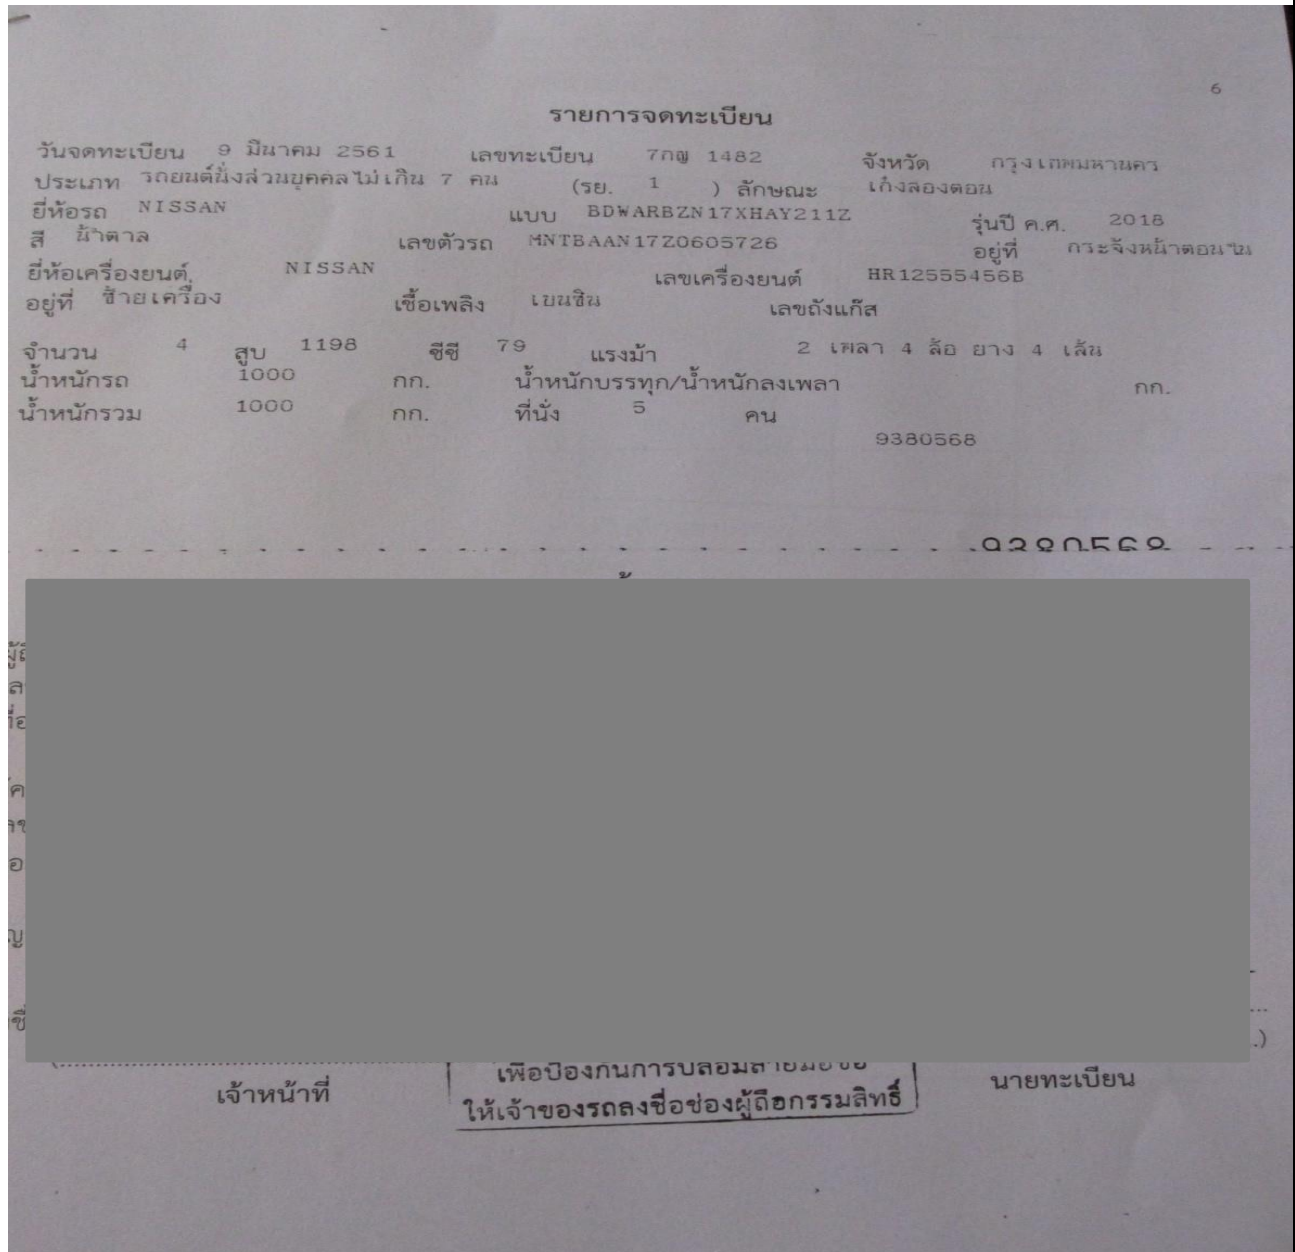 6
รายการจดทะเบียน
วันจดทะเบียน 9 มีนาคม 2561 เลขทะเบียน 7กญ 1482 จังหวัด กรุงเทพมหานคร
ประเภท รถยนต์นั่งส่วนบุคคลไม่เกิน 7 คน (รย. 1 ) ลักษณะ เก๋งสองตอน
ยี่ห้อรถ NISSAN แบบ BDWARBZN17XHAY211Z รุ่นปี ค.ศ. 2018
สี น้ำตาล เลขตัวรถ MNTBAAN17Z0605726 อยู่ที่ กระจังหน้าตอนใน
ยี่ห้อเครื่องยนต์ NISSAN เลขเครื่องยนต์ HR12555456B
อยู่ที่ ซ้ายเครื่อง เชื้อเพลิง เบนซิน เลขถังแก๊ส
จำนวน 4 สูบ 1198 ซีซี 79 แรงม้า 2 เพลา 4 ล้อ ยาง 4 เส้น
น้ำหนักรถ 1000 กก. น้ำหนักบรรทุก/น้ำหนักลงเพลา กก.
น้ำหนักรวม 1000 กก. ที่นั่ง 5 คน
9380568
9380568
เพื่อป้องกันการปลอมลายมือชื่อ
ให้เจ้าของรถลงชื่อช่องผู้ถือกรรมสิทธิ์
เจ้าหน้าที่ นายทะเบียน